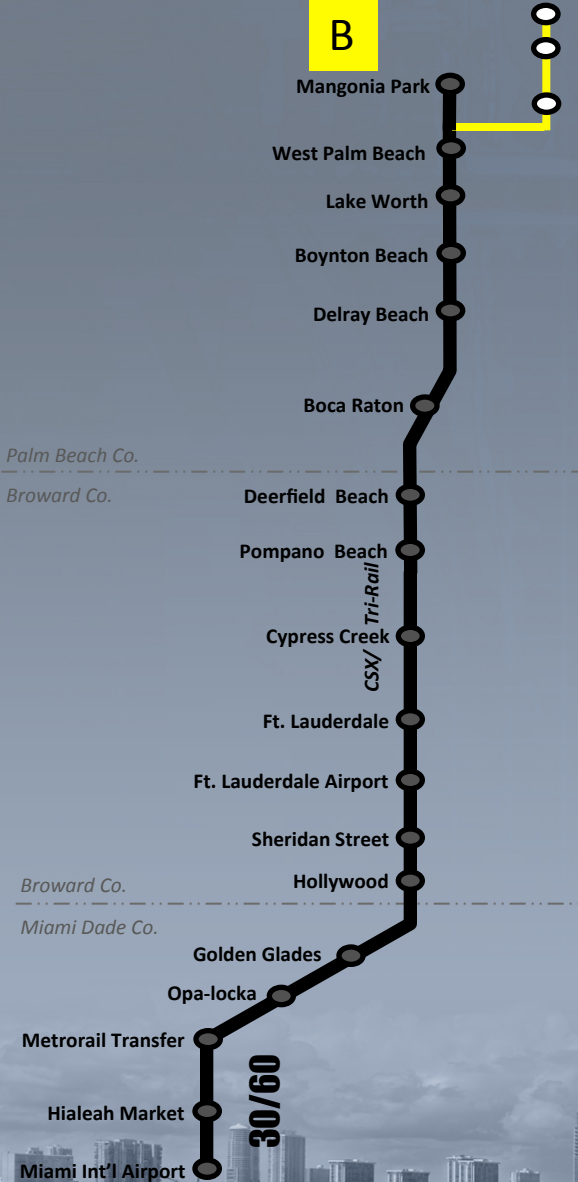 B
Mangonia Park
West Palm Beach
Lake Worth
Boynton Beach
Delray Beach
Boca Raton
Palm Beach Co.
Broward Co.
Deerfield Beach
Pompano Beach
CSX/ Tri-Rail
Cypress Creek
Ft. Lauderdale
Ft. Lauderdale Airport
Sheridan Street
Hollywood
Broward Co.
Miami Dade Co.
Golden Glades
Opa-locka
Metrorail Transfer
30/60
Hialeah Market
Miami Int'l Airport